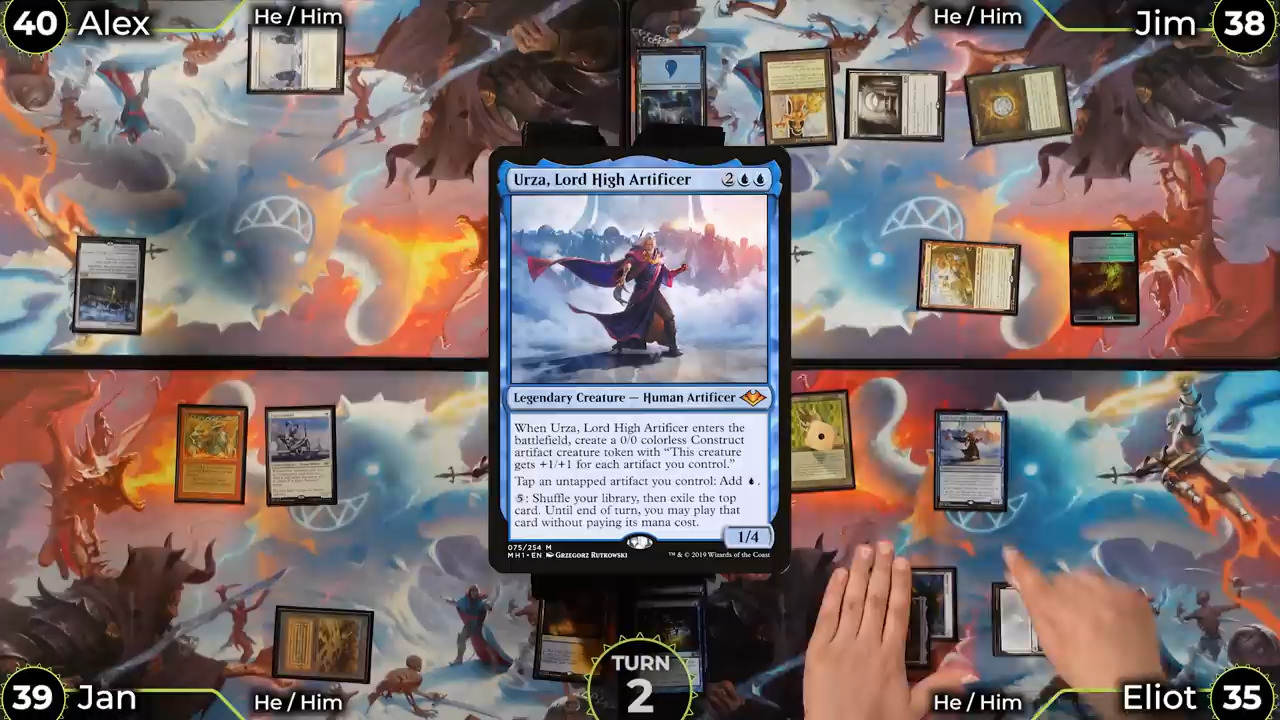 40 Alex
He / Him
He / Him
Jim 38
Urza, Lord High Artificer 2
Legendary Creature — Human Artificer
When Urza, Lord High Artificer enters the
battlefield, create a 0/0 colorless Construct
artifact creature token with “This creature
gets +1/+1 for each artifact you control.”
Tap an untapped artifact you control: Add .
5: Shuffle your library, then exile the top
card. Until end of turn, you may play that
card without paying its mana cost.
1/4
075/254 M
MH1 • EN Grzegorz Rutkowski
™ & © 2019 Wizards of the Coast
TURN
2
39 Jan
He / Him
He / Him
Eliot 35